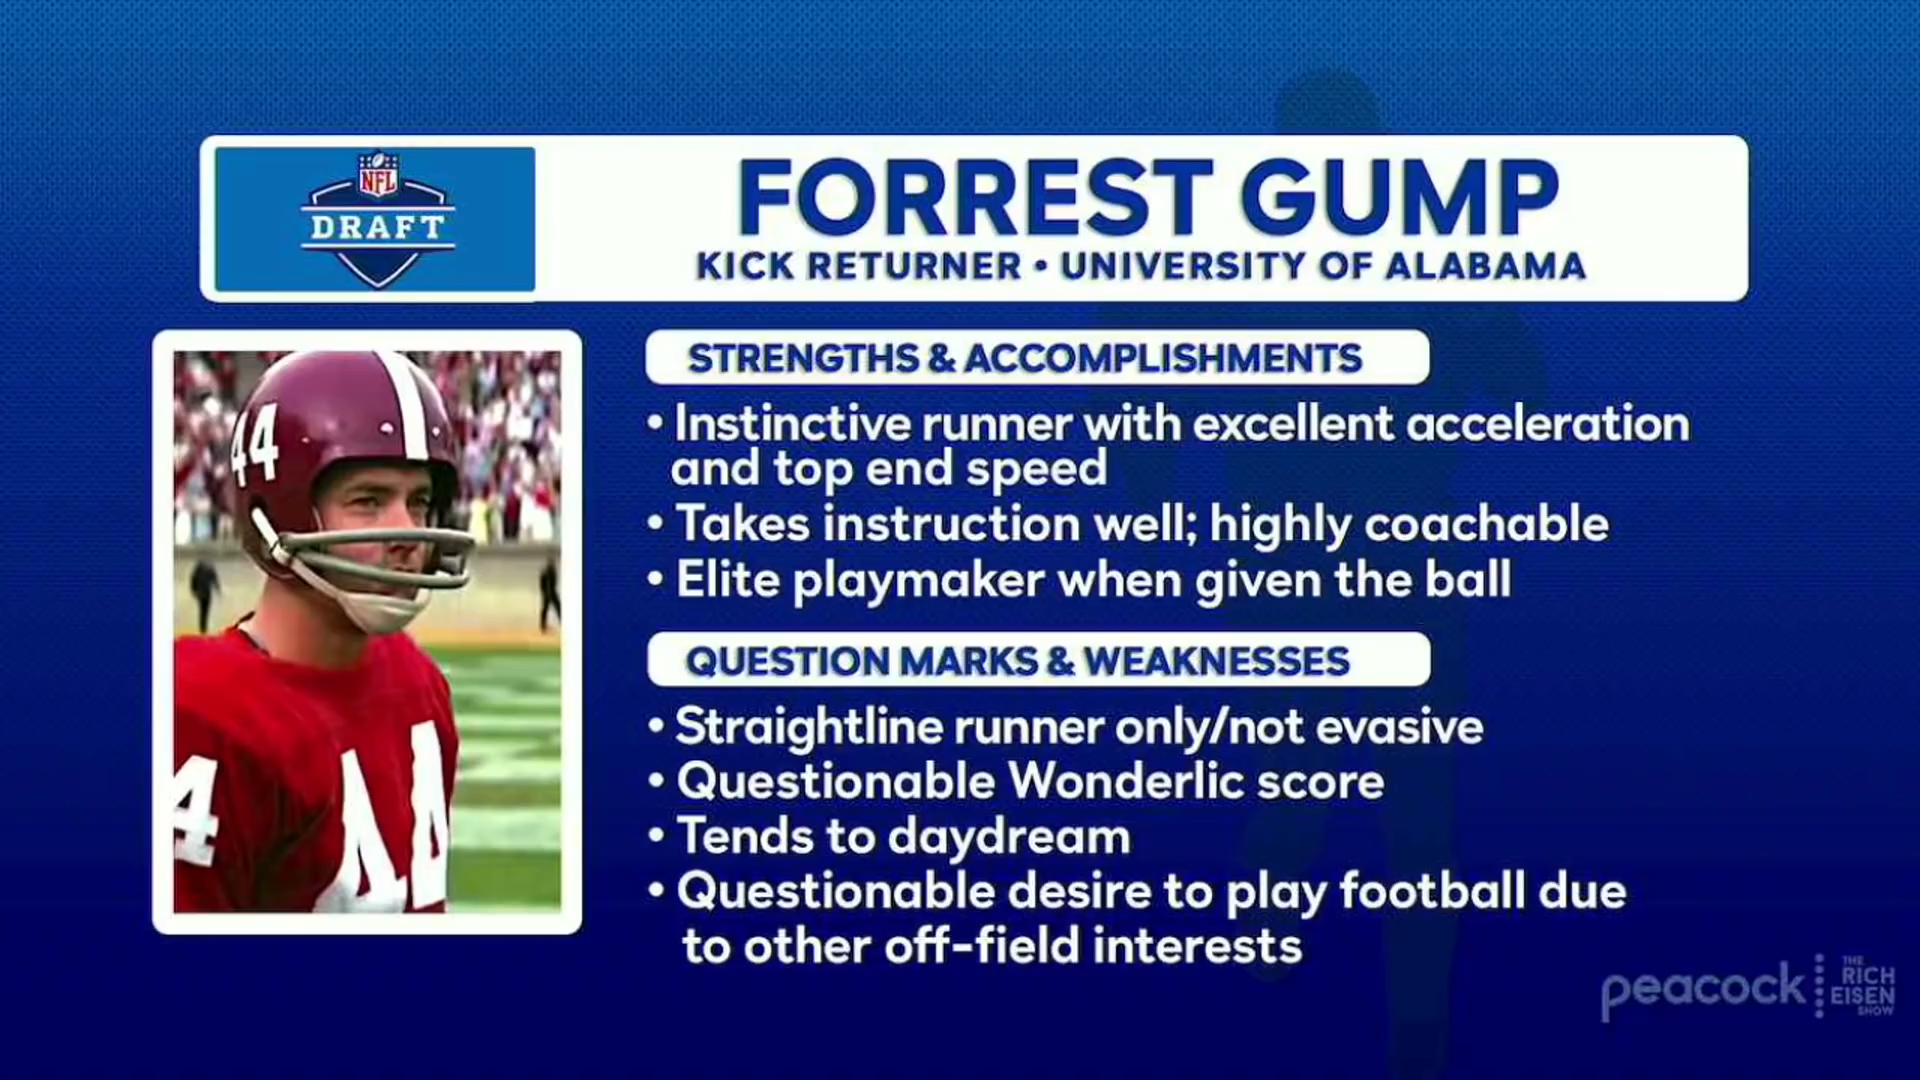 NFL
DRAFT
FORREST GUMP
KICK RETURNER • UNIVERSITY OF ALABAMA
44
4
44
STRENGTHS & ACCOMPLISHMENTS
• Instinctive runner with excellent acceleration
and top end speed
• Takes instruction well; highly coachable
• Elite playmaker when given the ball
QUESTION MARKS & WEAKNESSES
• Straightline runner only/not evasive
• Questionable Wonderlic score
• Tends to daydream
• Questionable desire to play football due
to other off-field interests
peacock
THE
RICH
EISEN
SHOW